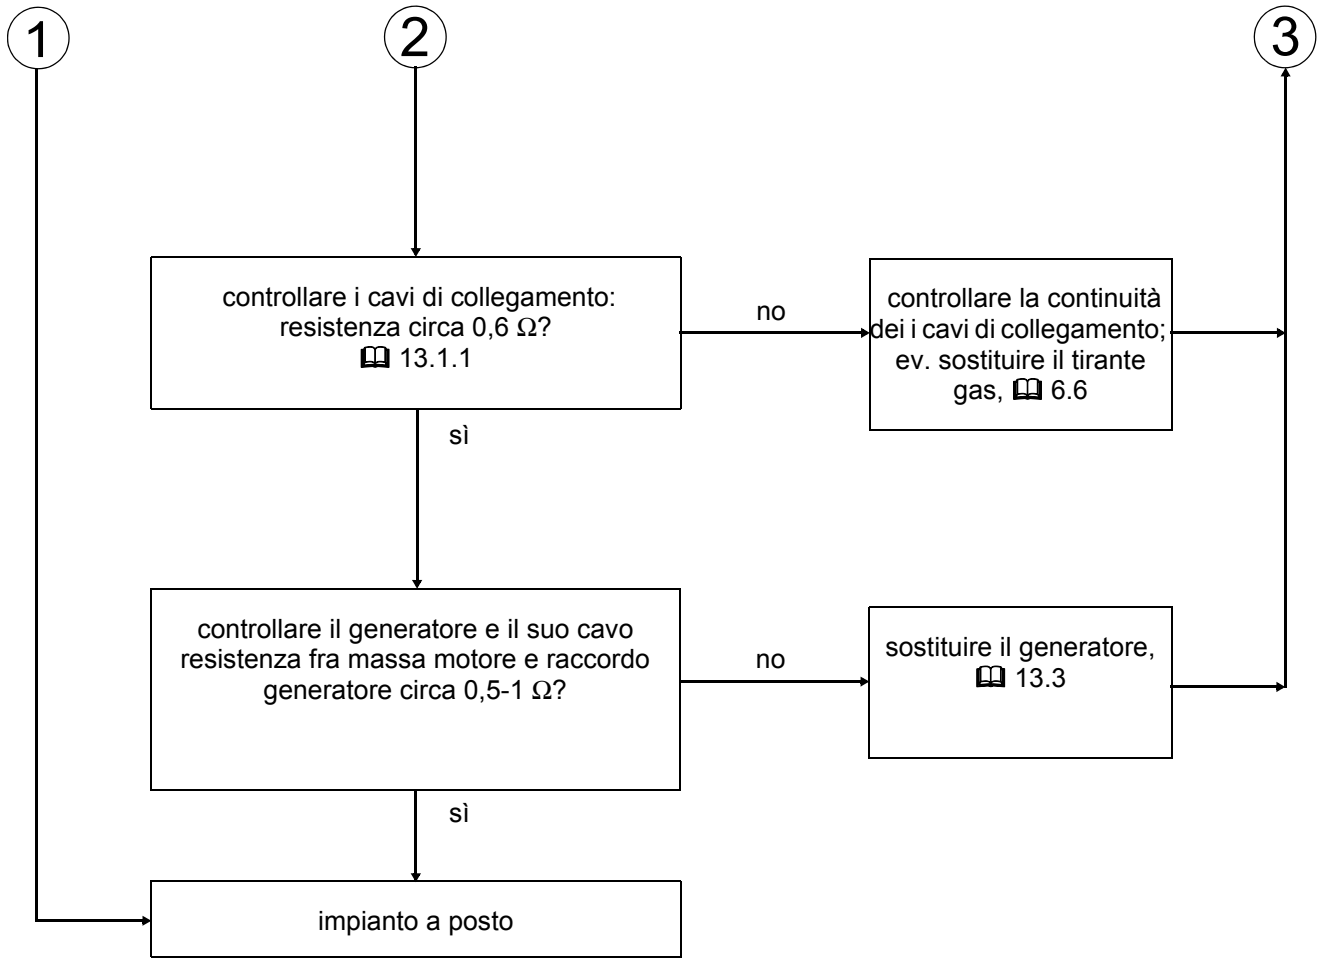 1
2
3
controllare i cavi di collegamento:
resistenza circa 0,6 Ω?
🕮 13.1.1
no
controllare la continuità
dei i cavi di collegamento;
ev. sostituire il tirante
gas, 🕮 6.6
sì
controllare il generatore e il suo cavo
resistenza fra massa motore e raccordo
generatore circa 0,5-1 Ω?
no
sostituire il generatore,
🕮 13.3
sì
impianto a posto